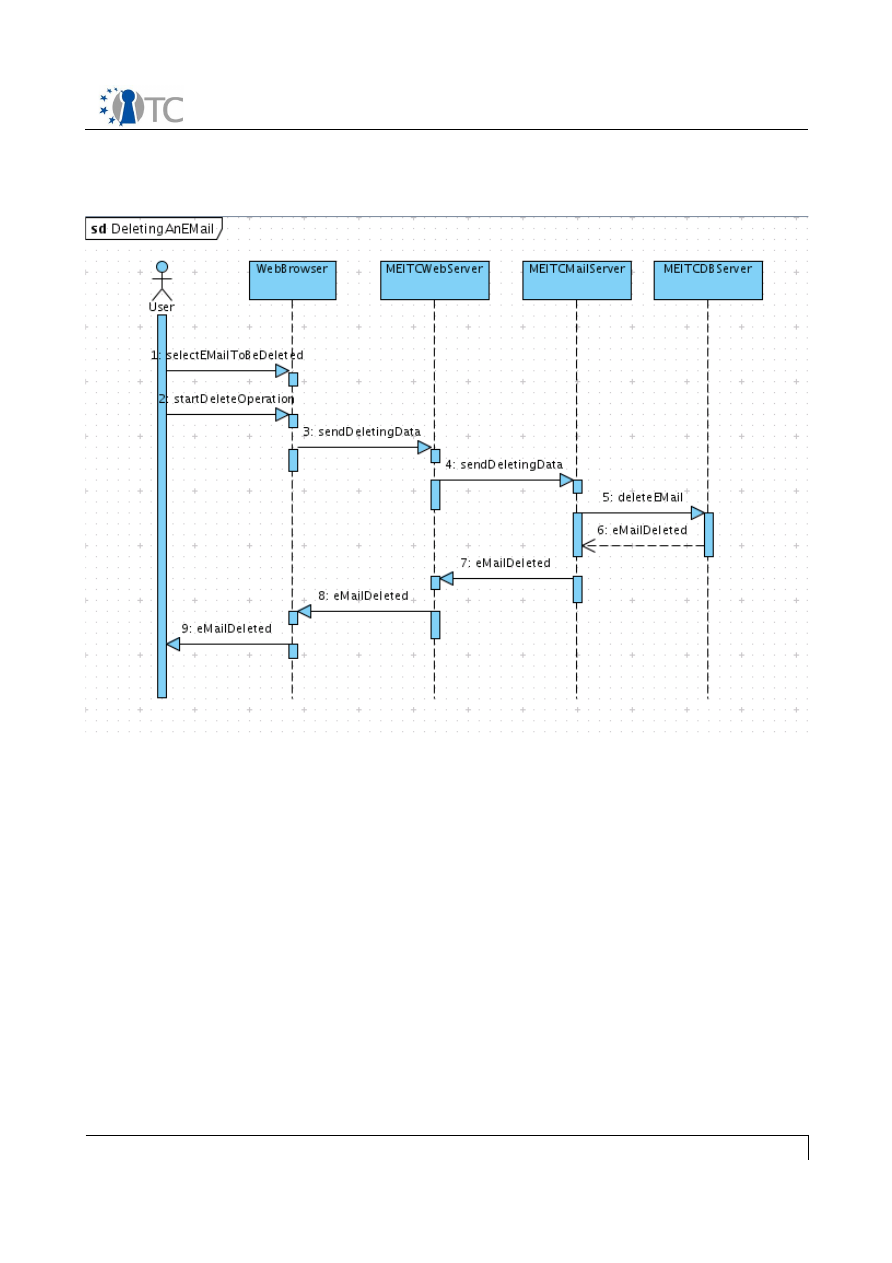 TC
sd DeletingAnEMail
User
WebBrowser
MEITCWebServer
MEITCMailServer
MEITCDBServer
1: selectEMailToBeDeleted
2: startDeleteOperation
3: sendDeletingData
4: sendDeletingData
5: deleteEMail
6: eMailDeleted
7: eMailDeleted
8: eMailDeleted
9: eMailDeleted